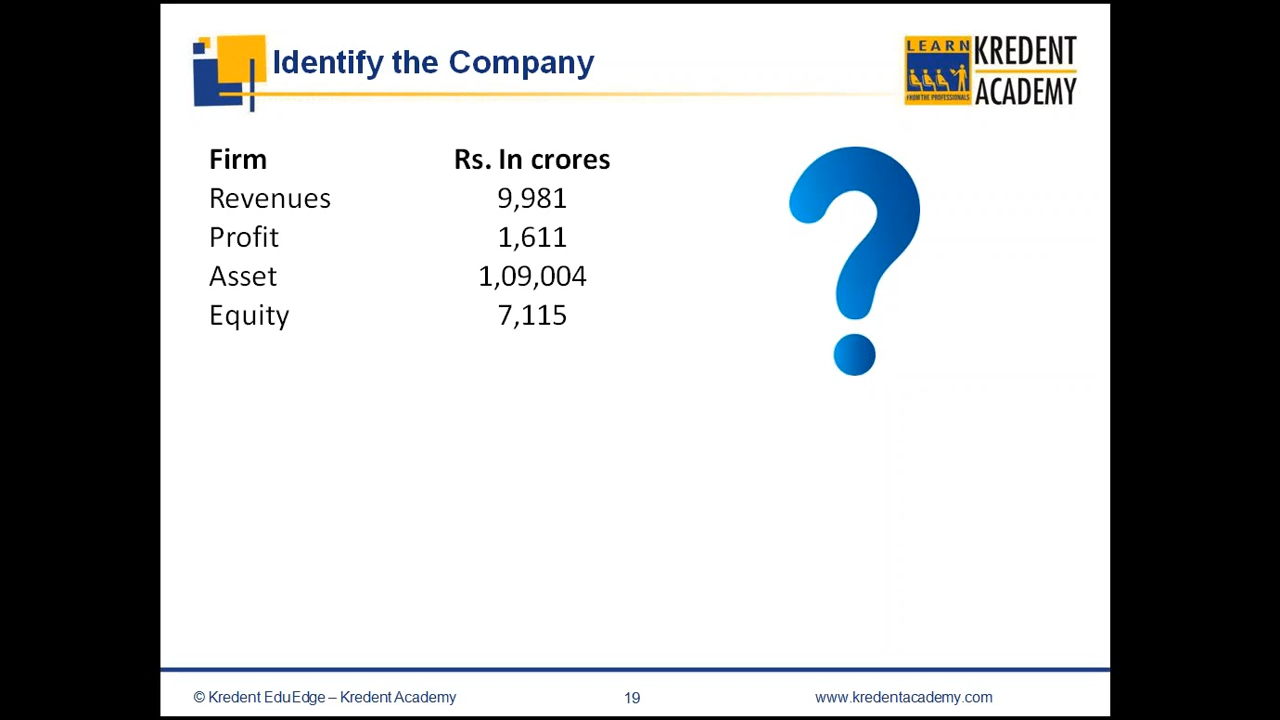 Identify the Company
LEARN
FROM THE PROFESSIONALS
KREDENT
ACADEMY
Firm Rs. In crores
Revenues 9,981
Profit 1,611
Asset 1,09,004
Equity 7,115
?
© Kredent EduEdge – Kredent Academy 19 www.kredentacademy.com